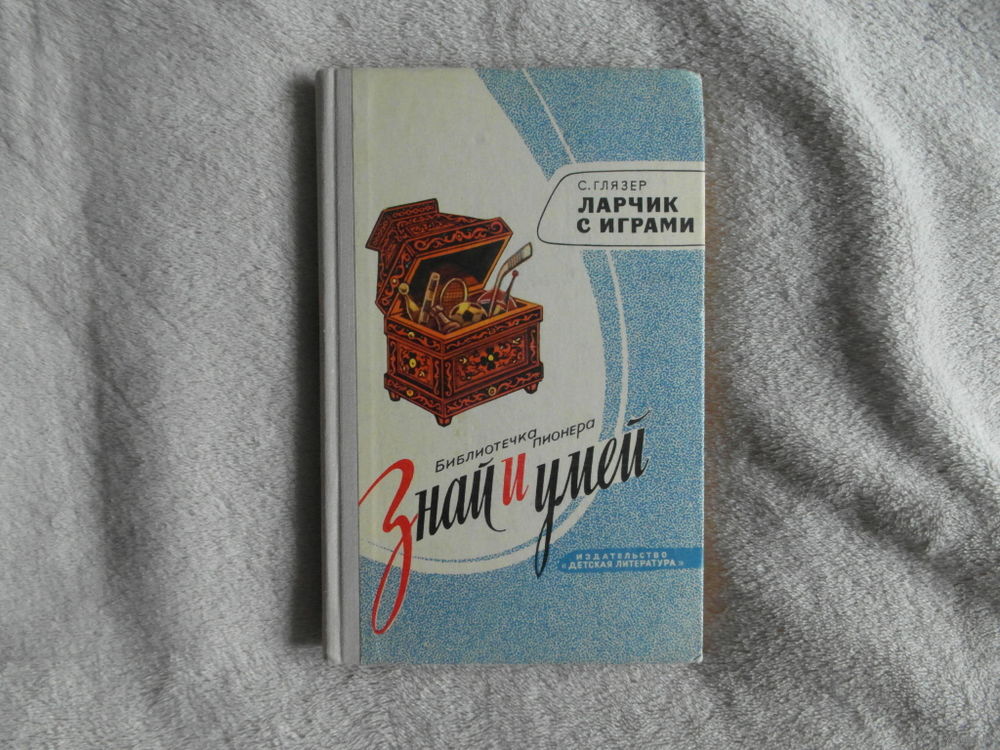 С. ГЛЯЗЕР
ЛАРЧИК
С ИГРАМИ
Библиотечка пионера
Знай и умей
ИЗДАТЕЛЬСТВО
«ДЕТСКАЯ ЛИТЕРАТУРА»